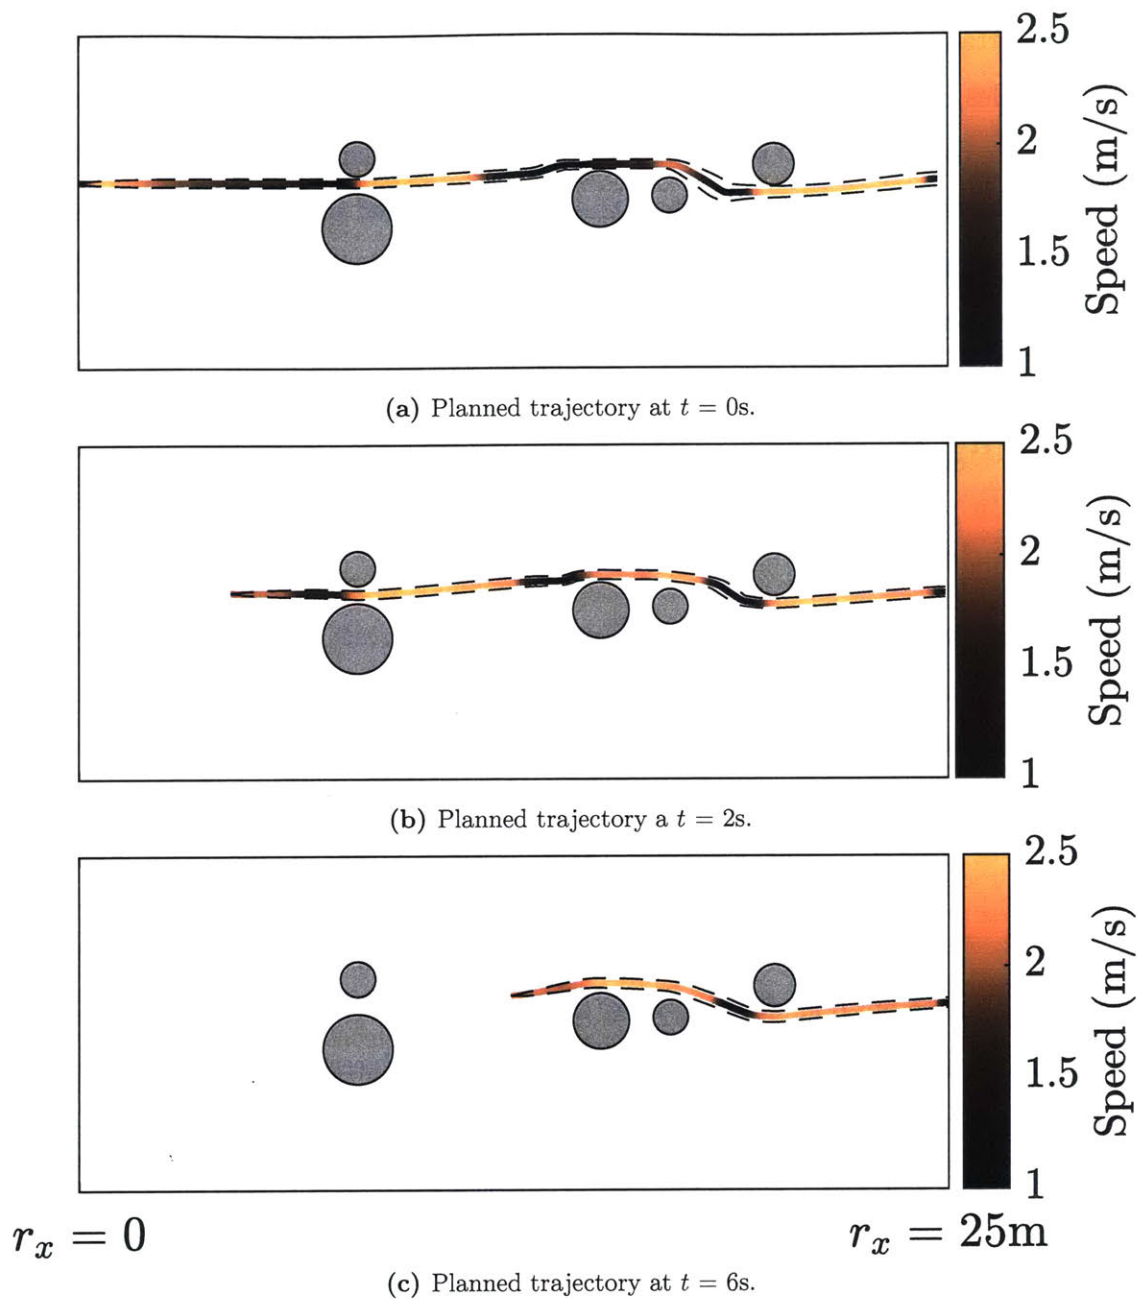 2.5
2
1.5
1
Speed (m/s)
(a) Planned trajectory at t = 0s.
2.5
2
1.5
1
Speed (m/s)
(b) Planned trajectory a t = 2s.
2.5
2
1.5
1
Speed (m/s)
r_x = 0
r_x = 25m
(c) Planned trajectory at t = 6s.